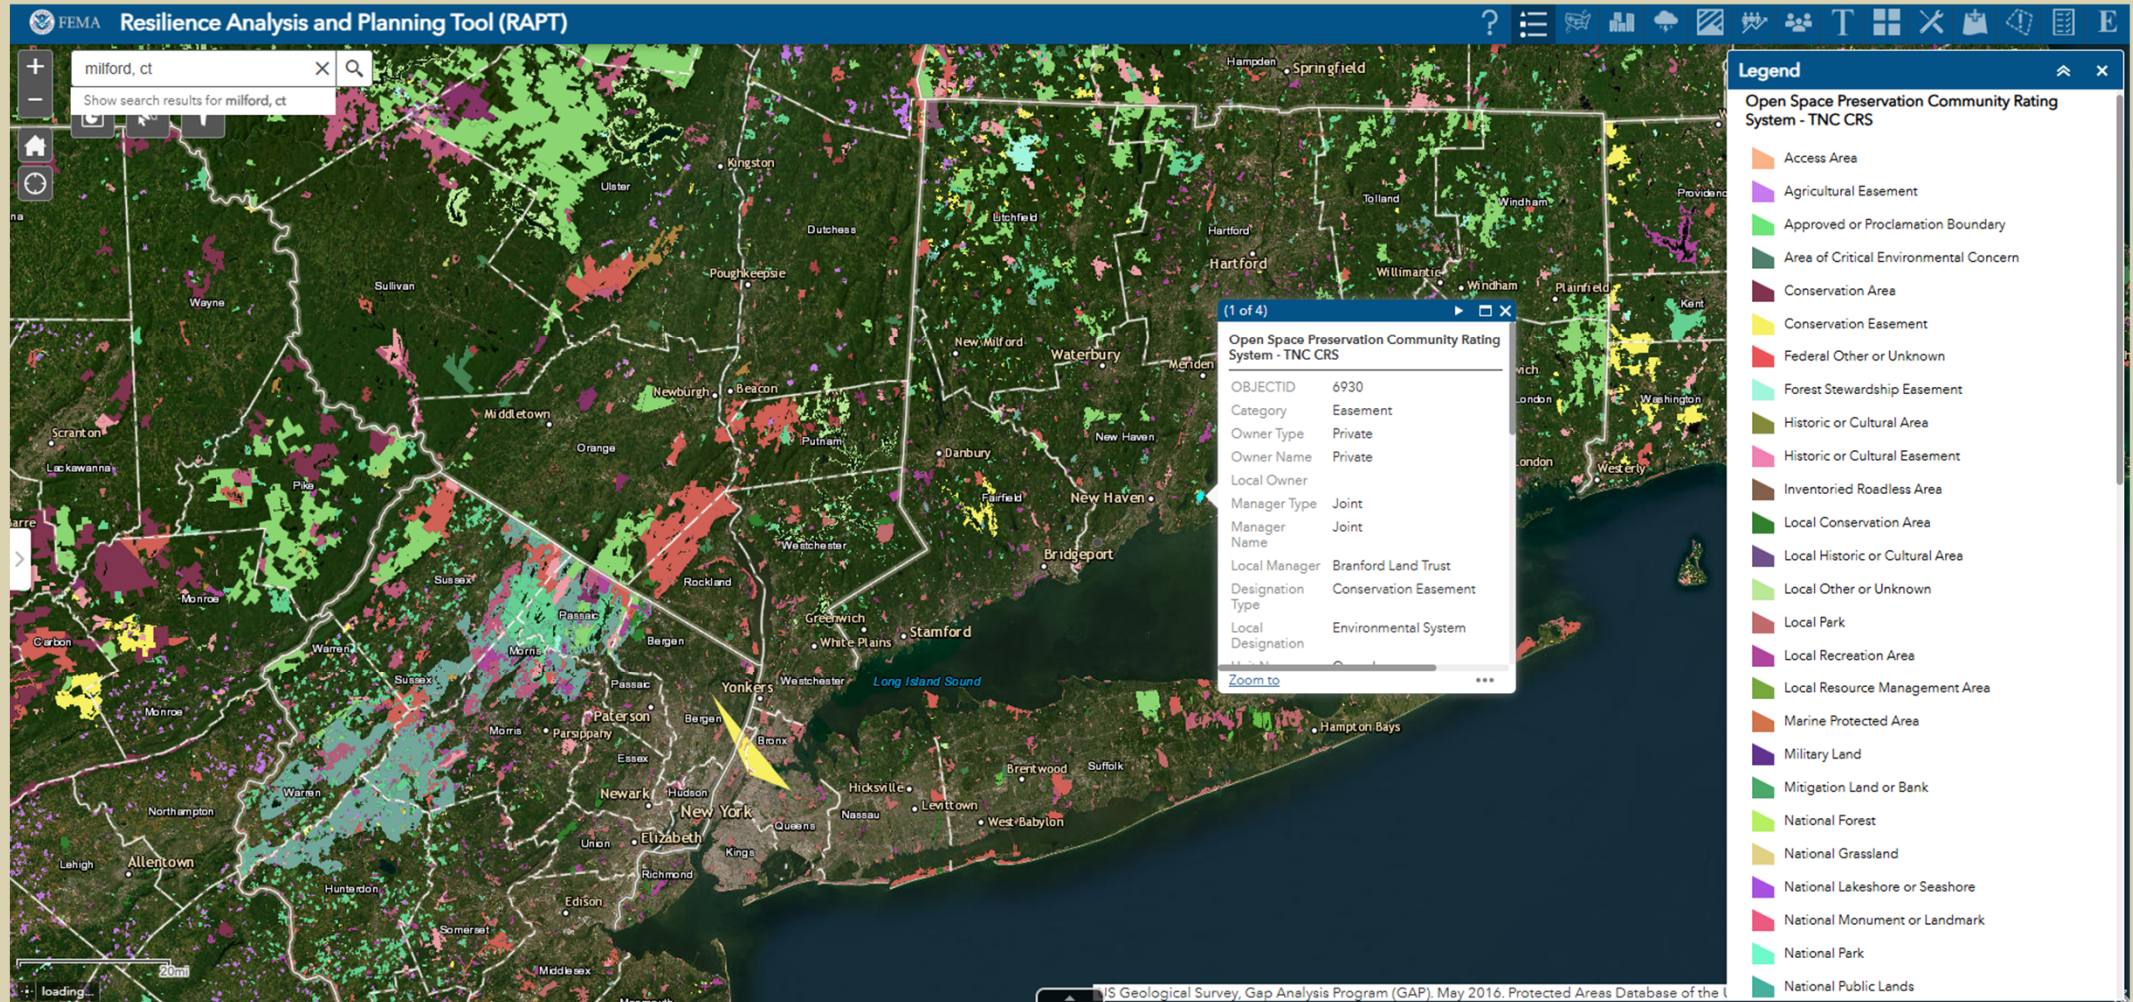 FEMA
Resilience Analysis and Planning Tool (RAPT)
milford, ct
Show search results for milford, ct
Legend
Open Space Preservation Community Rating
System - TNC CRS
Access Area
Agricultural Easement
Approved or Proclamation Boundary
Area of Critical Environmental Concern
Conservation Area
Conservation Easement
Federal Other or Unknown
Forest Stewardship Easement
Historic or Cultural Area
Historic or Cultural Easement
Inventoried Roadless Area
Local Conservation Area
Local Historic or Cultural Area
Local Other or Unknown
Local Park
Local Recreation Area
Local Resource Management Area
Marine Protected Area
Military Land
Mitigation Land or Bank
National Forest
National Grassland
National Lakeshore or Seashore
National Monument or Landmark
National Park
National Public Lands
(1 of 4)
Open Space Preservation Community Rating
System - TNC CRS
OBJECTID 6930
Category Easement
Owner Type Private
Owner Name Private
Local Owner
Manager Type Joint
Manager Name Joint
Local Manager Branford Land Trust
Designation Type Conservation Easement
Local Designation Environmental System
Zoom to
Hampden
Springfield
Kingston
Ulster
Litchfield
Tolland
Windham
Dutchess
Hartford
Hartford
Poughkeepsie
Willimantic
Windham
Plainfield
Kent
Sullivan
Wayne
New Milford
Waterbury
Meriden
Newburgh
Beacon
Washington
Middletown
Scranton
Orange
Putnam
New Haven
Danbury
Lackawanna
Westerly
Pike
Fairfield
New Haven
Westchester
Bridgeport
Sussex
Rockland
Monroe
Passaic
Greenwich
Stamford
White Plains
Carbon
Warren
Bergen
Morris
Sussex
Passaic
Yonkers
Westchester
Long Island Sound
Monroe
Paterson
Bergen
Morris
Parsippany
Bronx
Hampton Bays
Essex
Brentwood
Suffolk
Warren
Newark
Hudson
Hicksville
Northampton
New York
Levittown
Nassau
Queens
West Babylon
Elizabeth
Union
Kings
Lehigh
Allentown
Richmond
Hunterdon
Edison
Somerset
Middlesex
20mi
loading...
US Geological Survey, Gap Analysis Program (GAP). May 2016. Protected Areas Database of the U